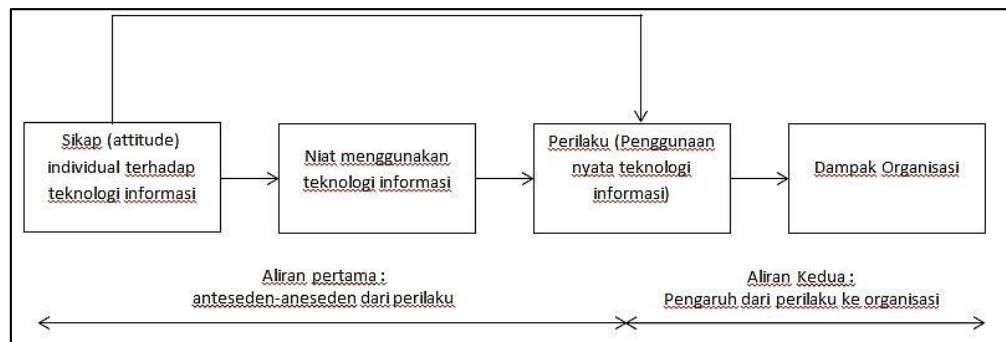 Sikap (attitude)
individual terhadap
teknologi informasi
Niat menggunakan
teknologi informasi
Perilaku (Penggunaan
nyata teknologi
informasi)
Dampak Organisasi
Aliran pertama :
anteseden-aneseden dari perilaku
Aliran Kedua :
Pengaruh dari perilaku ke organisasi